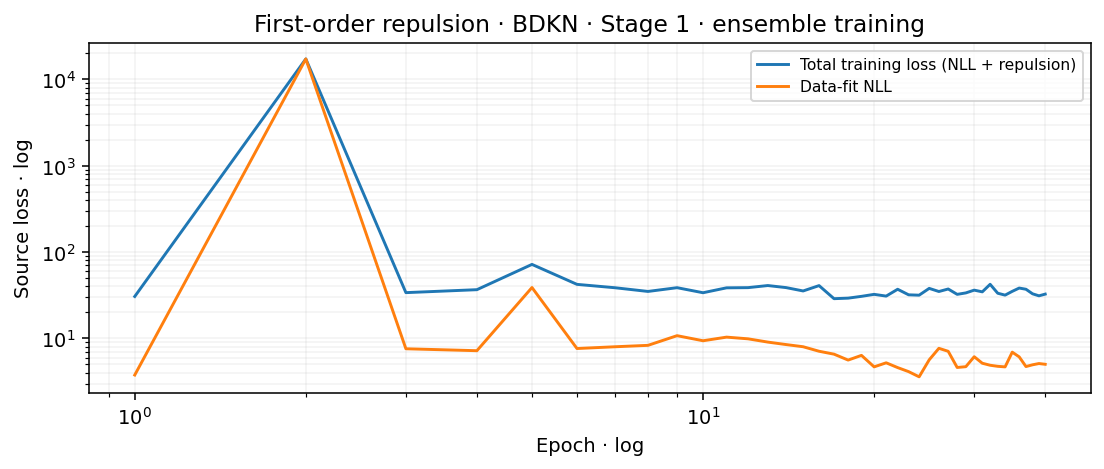 First-order repulsion · BDKN · Stage 1 · ensemble training
Total training loss (NLL + repulsion)
Data-fit NLL
Source loss · log
10⁴
10³
10²
10¹
10⁰
10¹
Epoch · log